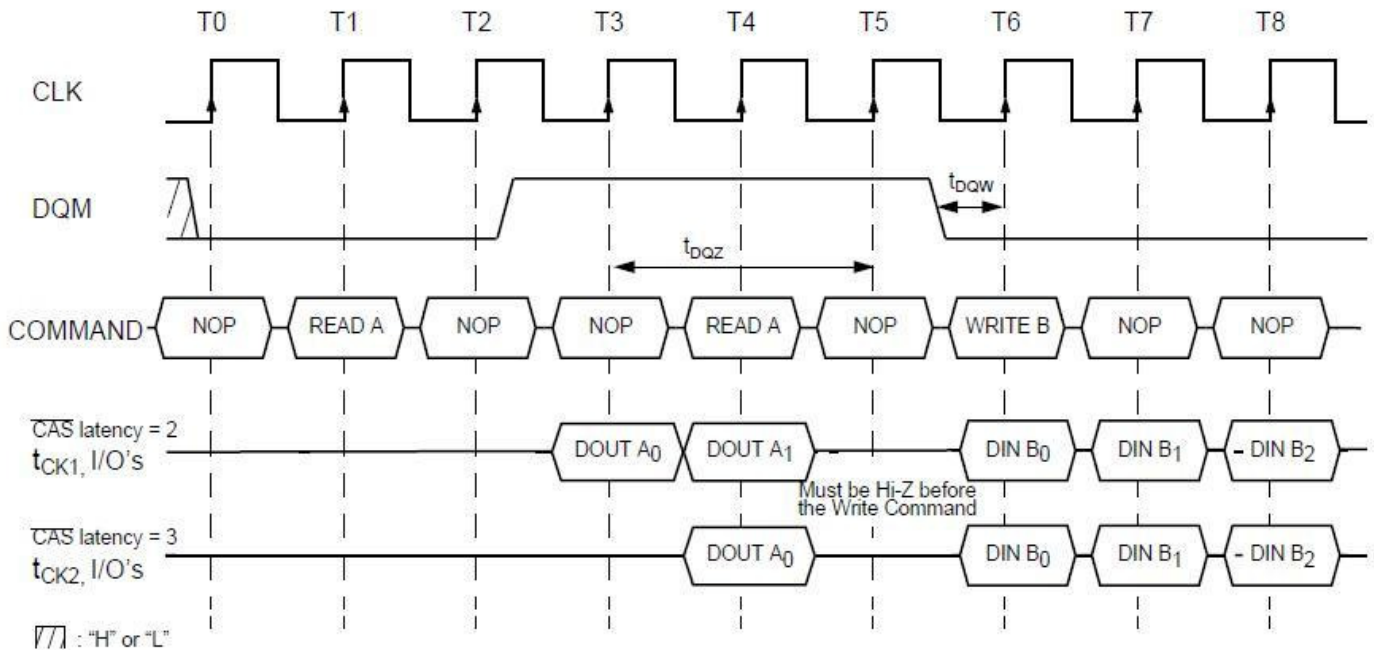 T0 T1 T2 T3 T4 T5 T6 T7 T8
CLK
DQM
tDQW
tDQZ
COMMAND NOP READ A NOP NOP READ A NOP WRITE B NOP NOP
CAS latency = 2
tCK1, I/O's
DOUT A0 DOUT A1 DIN B0 DIN B1 DIN B2
Must be Hi-Z before
the Write Command
CAS latency = 3
tCK2, I/O's
DOUT A0 DIN B0 DIN B1 DIN B2
: "H" or "L"